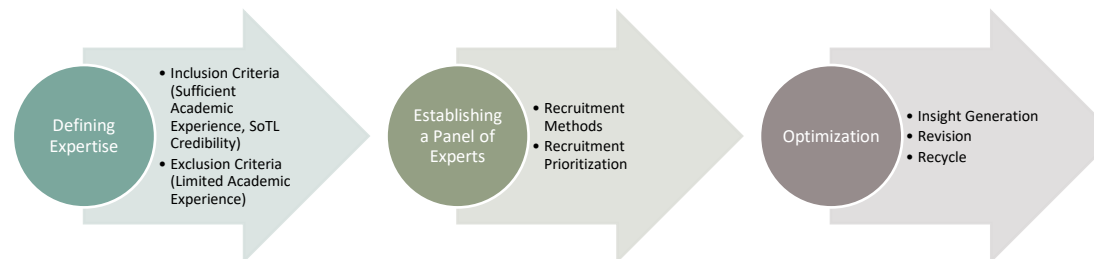 Defining
Expertise
• Inclusion Criteria
(Sufficient
Academic
Experience, SoTL
Credibility)
• Exclusion Criteria
(Limited Academic
Experience)
Establishing
a Panel of
Experts
• Recruitment
Methods
• Recruitment
Prioritization
Optimization
• Insight Generation
• Revision
• Recycle